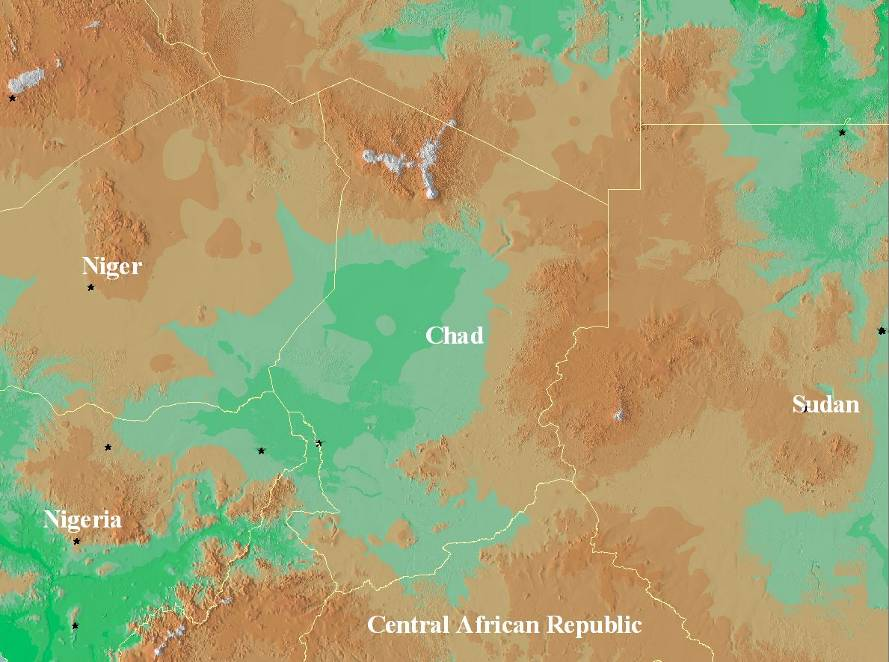 Niger
Chad
Sudan
Nigeria
Central African Republic